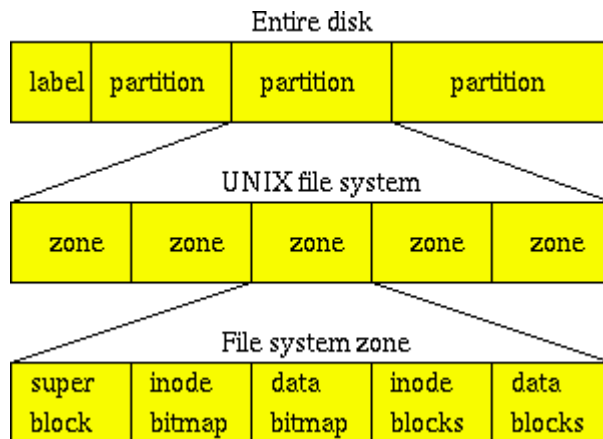 Entire disk
label partition partition partition
UNIX file system
zone zone zone zone zone
File system zone
super inode data inode data
block bitmap bitmap blocks blocks